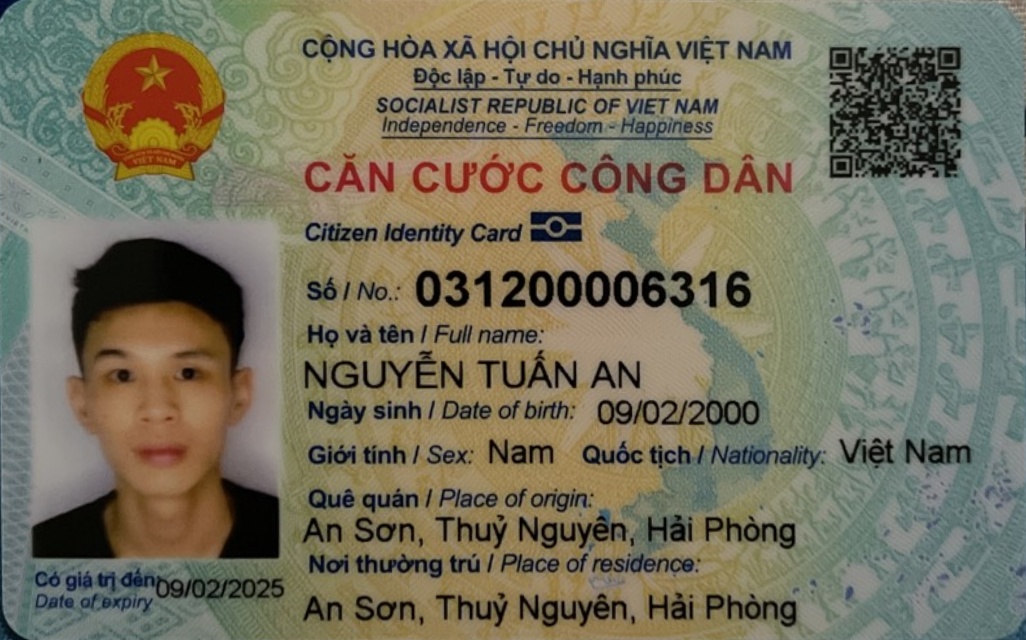 CỘNG HÒA XÃ HỘI CHỦ NGHĨA VIỆT NAM
Độc lập - Tự do - Hạnh phúc
SOCIALIST REPUBLIC OF VIET NAM
Independence - Freedom - Happiness
CĂN CƯỚC CÔNG DÂN
Citizen Identity Card
Số / No.: 031200006316
Họ và tên / Full name:
NGUYỄN TUẤN AN
Ngày sinh / Date of birth: 09/02/2000
Giới tính / Sex: Nam Quốc tịch / Nationality: Việt Nam
Quê quán / Place of origin:
An Sơn, Thuỷ Nguyên, Hải Phòng
Nơi thường trú / Place of residence:
An Sơn, Thuỷ Nguyên, Hải Phòng
Có giá trị đến: 09/02/2025
Date of expiry
VIỆT NAM